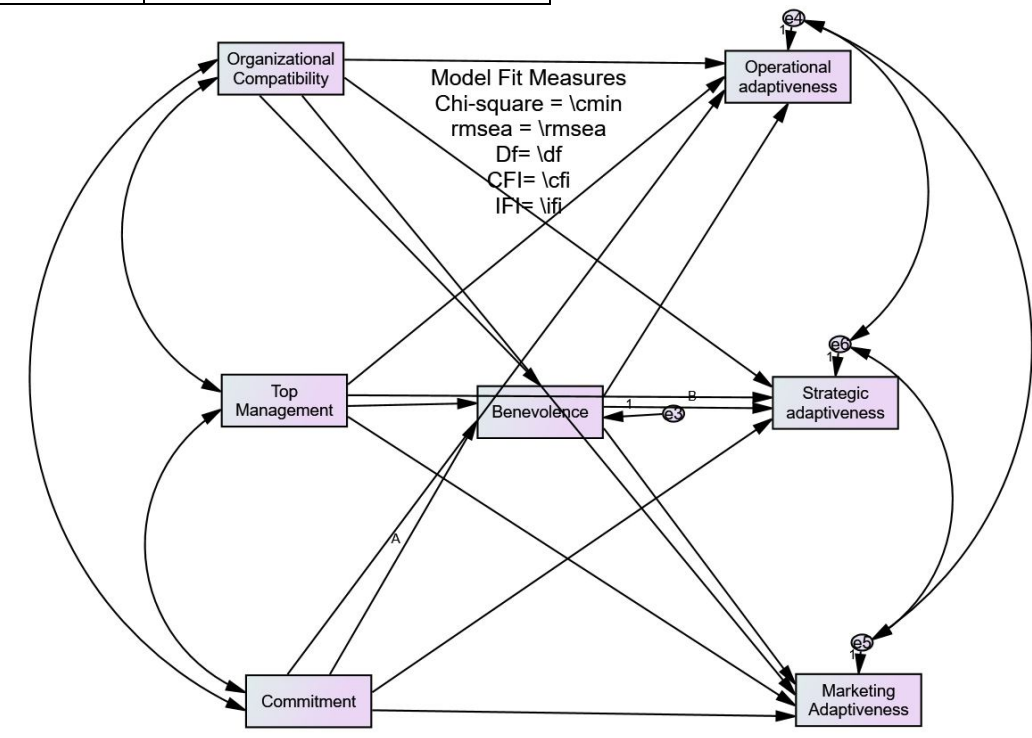 e4
Organizational
Compatibility
Operational
adaptiveness
1
Model Fit Measures
Chi-square = \cmin
rmsea = \rmsea
Df= \df
CFI= \cfi
IFI= \ifi
e6
1
Top
Management
Benevolence
1
B
e3
Strategic
adaptiveness
A
e5
1
Commitment
Marketing
Adaptiveness